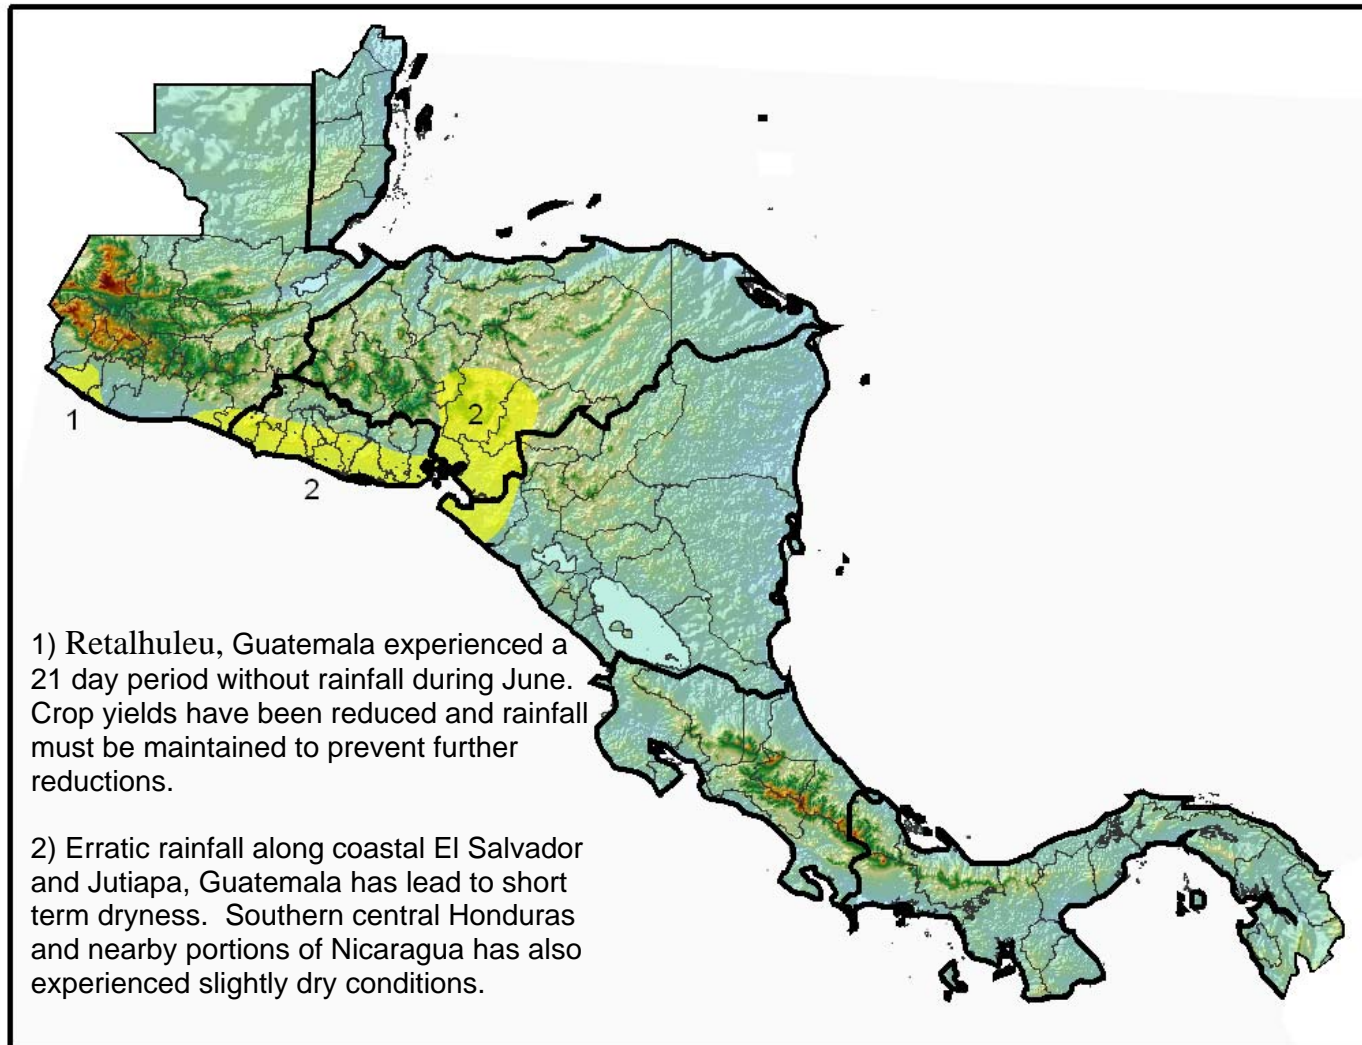 2
1
2
1) Retalhuleu, Guatemala experienced a
21 day period without rainfall during June.
Crop yields have been reduced and rainfall
must be maintained to prevent further
reductions.
2) Erratic rainfall along coastal El Salvador
and Jutiapa, Guatemala has lead to short
term dryness.  Southern central Honduras
and nearby portions of Nicaragua has also
experienced slightly dry conditions.